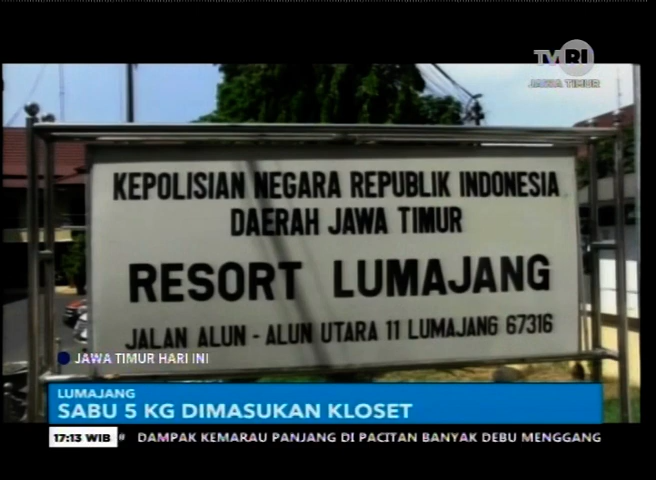 TVRI
JAWA TIMUR
KEPOLISIAN NEGARA REPUBLIK INDONESIA
DAERAH JAWA TIMUR
RESORT LUMAJANG
JALAN ALUN - ALUN UTARA 11 LUMAJANG 67316
JAWA TIMUR HARI INI
LUMAJANG
SABU 5 KG DIMASUKAN KLOSET
17:13 WIB # DAMPAK KEMARAU PANJANG DI PACITAN BANYAK DEBU MENGGANG